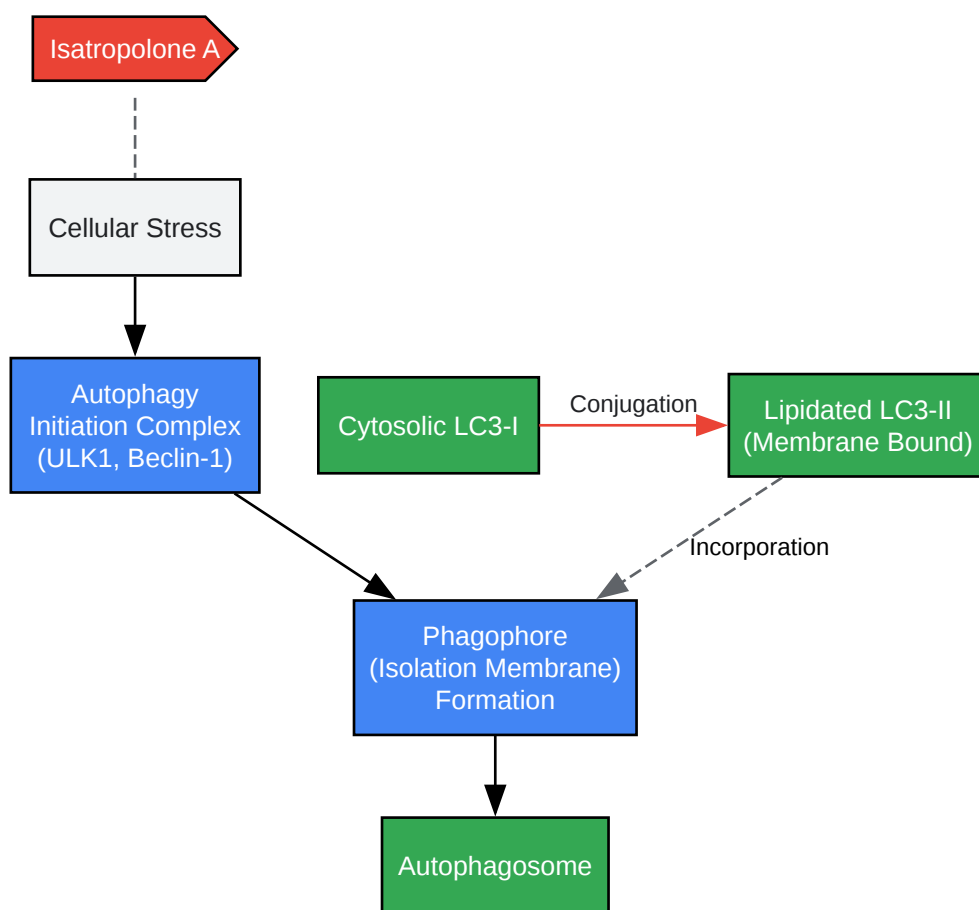 Isatropolone A
Cellular Stress
Autophagy
Initiation Complex
(ULK1, Beclin-1)
Cytosolic LC3-I
Conjugation
Lipidated LC3-II
(Membrane Bound)
Incorporation
Phagophore
(Isolation Membrane)
Formation
Autophagosome